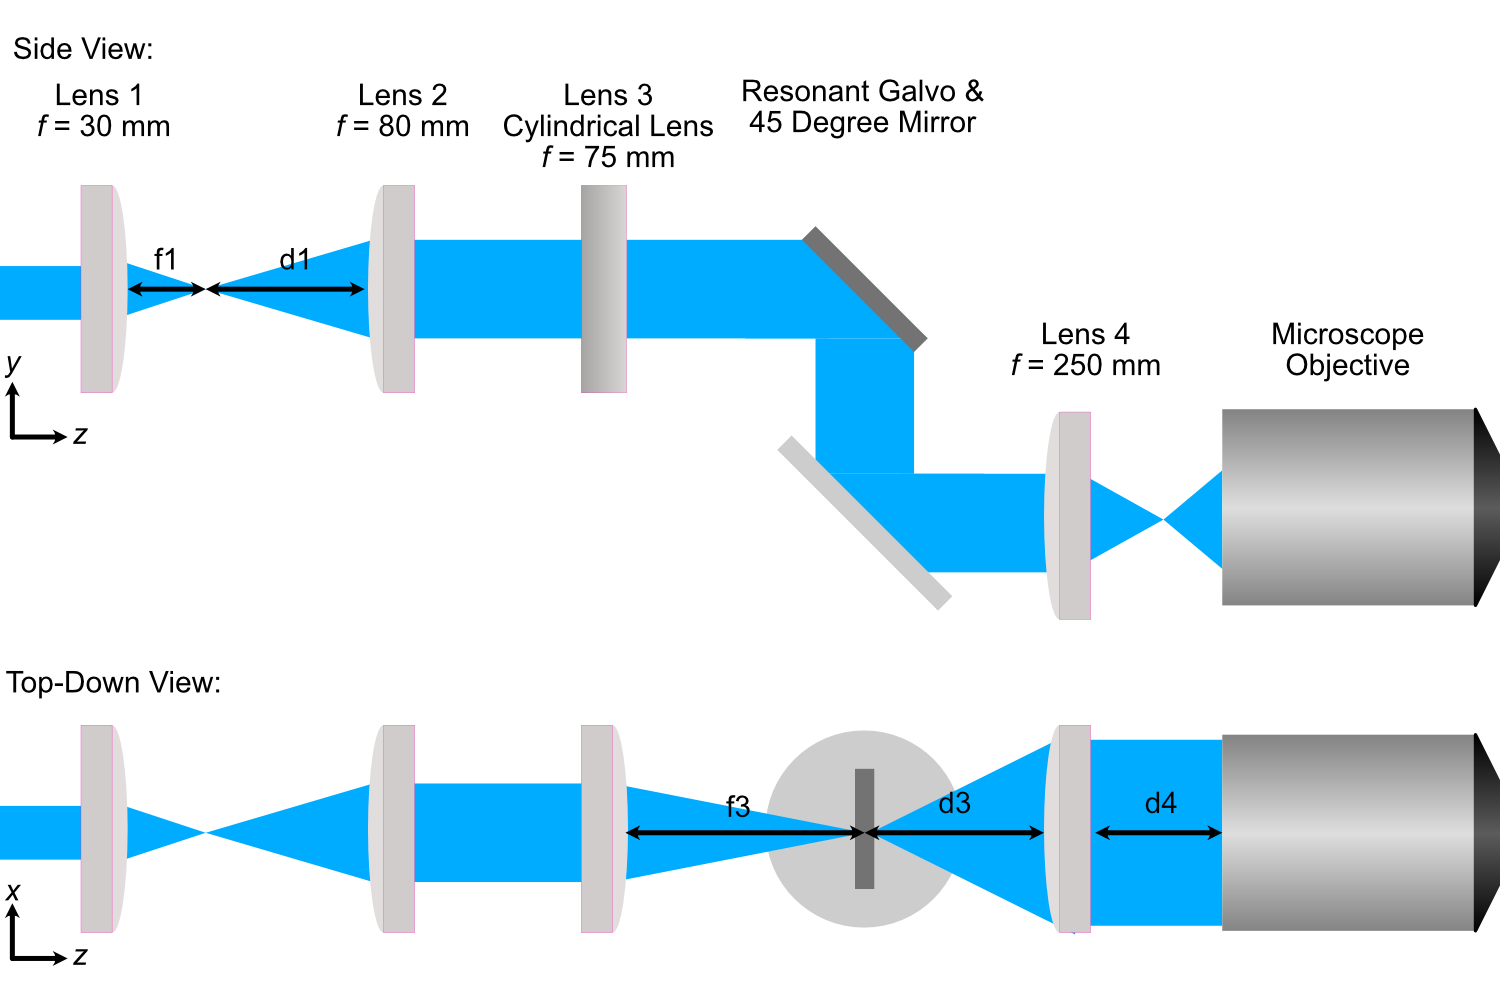 Side View:
Lens 1
f = 30 mm
Lens 2
f = 80 mm
Lens 3
Cylindrical Lens
f = 75 mm
Resonant Galvo &
45 Degree Mirror
f1
d1
y
z
Lens 4
f = 250 mm
Microscope
Objective
Top-Down View:
f3
d3
d4
x
z